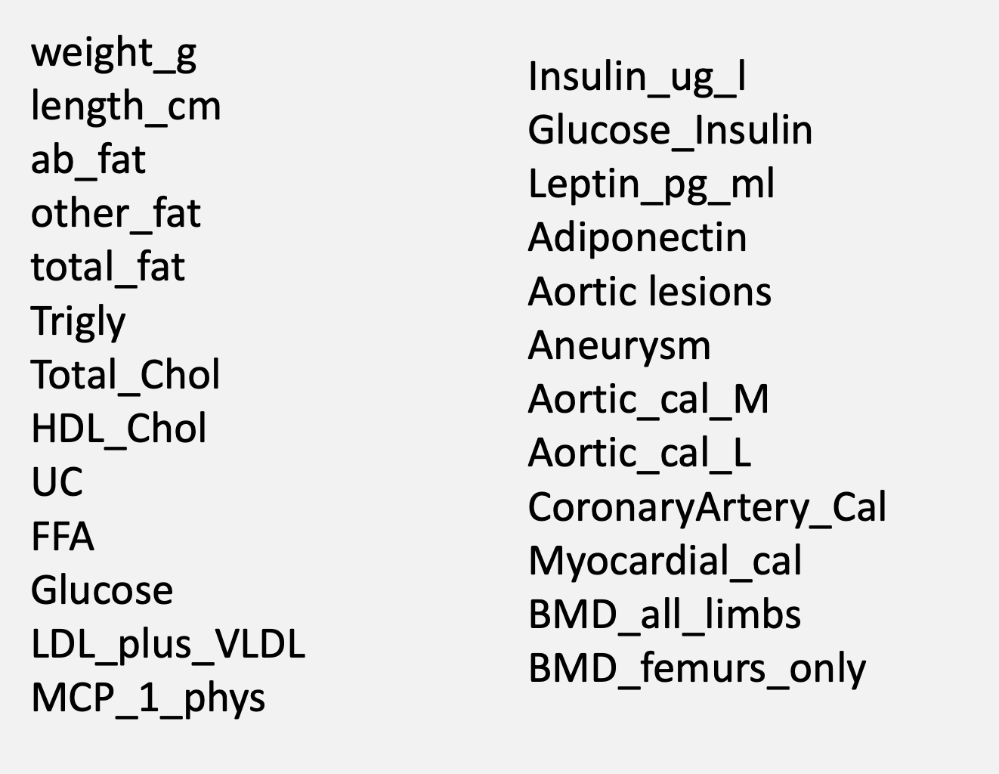 weight_g
length_cm
ab_fat
other_fat
total_fat
Trigly
Total_Chol
HDL_Chol
UC
FFA
Glucose
LDL_plus_VLDL
MCP_1_phys
Insulin_ug_l
Glucose_Insulin
Leptin_pg_ml
Adiponectin
Aortic lesions
Aneurysm
Aortic_cal_M
Aortic_cal_L
CoronaryArtery_Cal
Myocardial_cal
BMD_all_limbs
BMD_femurs_only